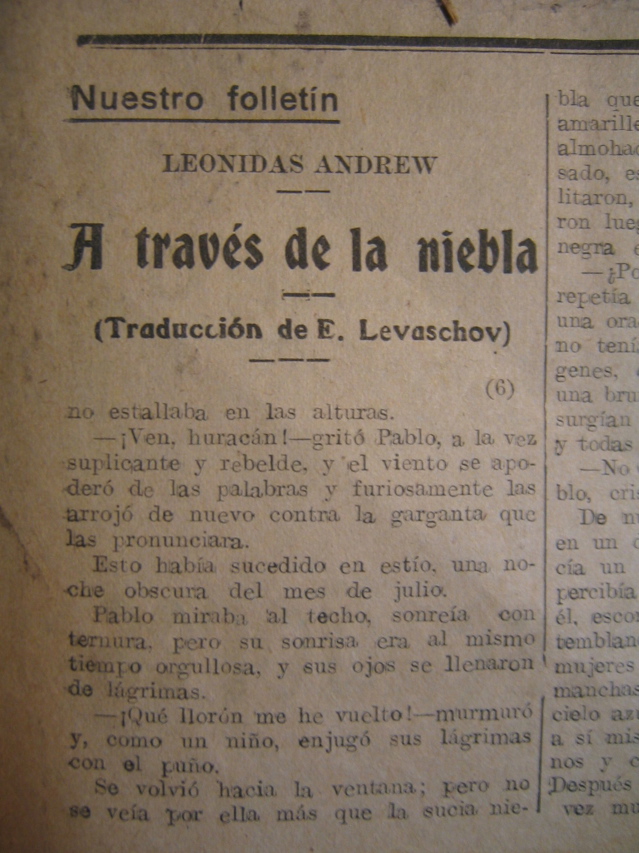 Nuestro folletín
LEONIDAS ANDREW
A través de la niebla
(Traducción de E. Levaschov)
(6)
no estallaba en las alturas.
—¡Ven, huracán!—gritó Pablo, a la vez
suplicante y rebelde, y el viento se apo-
deró de las palabras y furiosamente las
arrojó de nuevo contra la garganta que
las pronunciara.
Esto había sucedido en estío, una no-
che obscura del mes de julio.
Pablo miraba al techo, sonreía con
ternura, pero su sonrisa era al mismo
tiempo orgullosa, y sus ojos se llenaron
de lágrimas.
—¡Qué llorón me he vuelto!—murmuró
y, como un niño, enjugó sus lágrimas
con el puño.
Se volvió hacia la ventana; pero no
se veía por ella más que la sucia nie-
bla que
amarille
almohad
sado, es
litaron,
ron lueg
negra e
—¿Po
repetía
una ora
no tení
genes,
una bru
surgían
y todas
—No
blo, cris
De nu
en un
cía un
percibía
él, escon
temblan
mujeres
manchas
cielo azu
a sí mis
nos y c
Después
vez mu